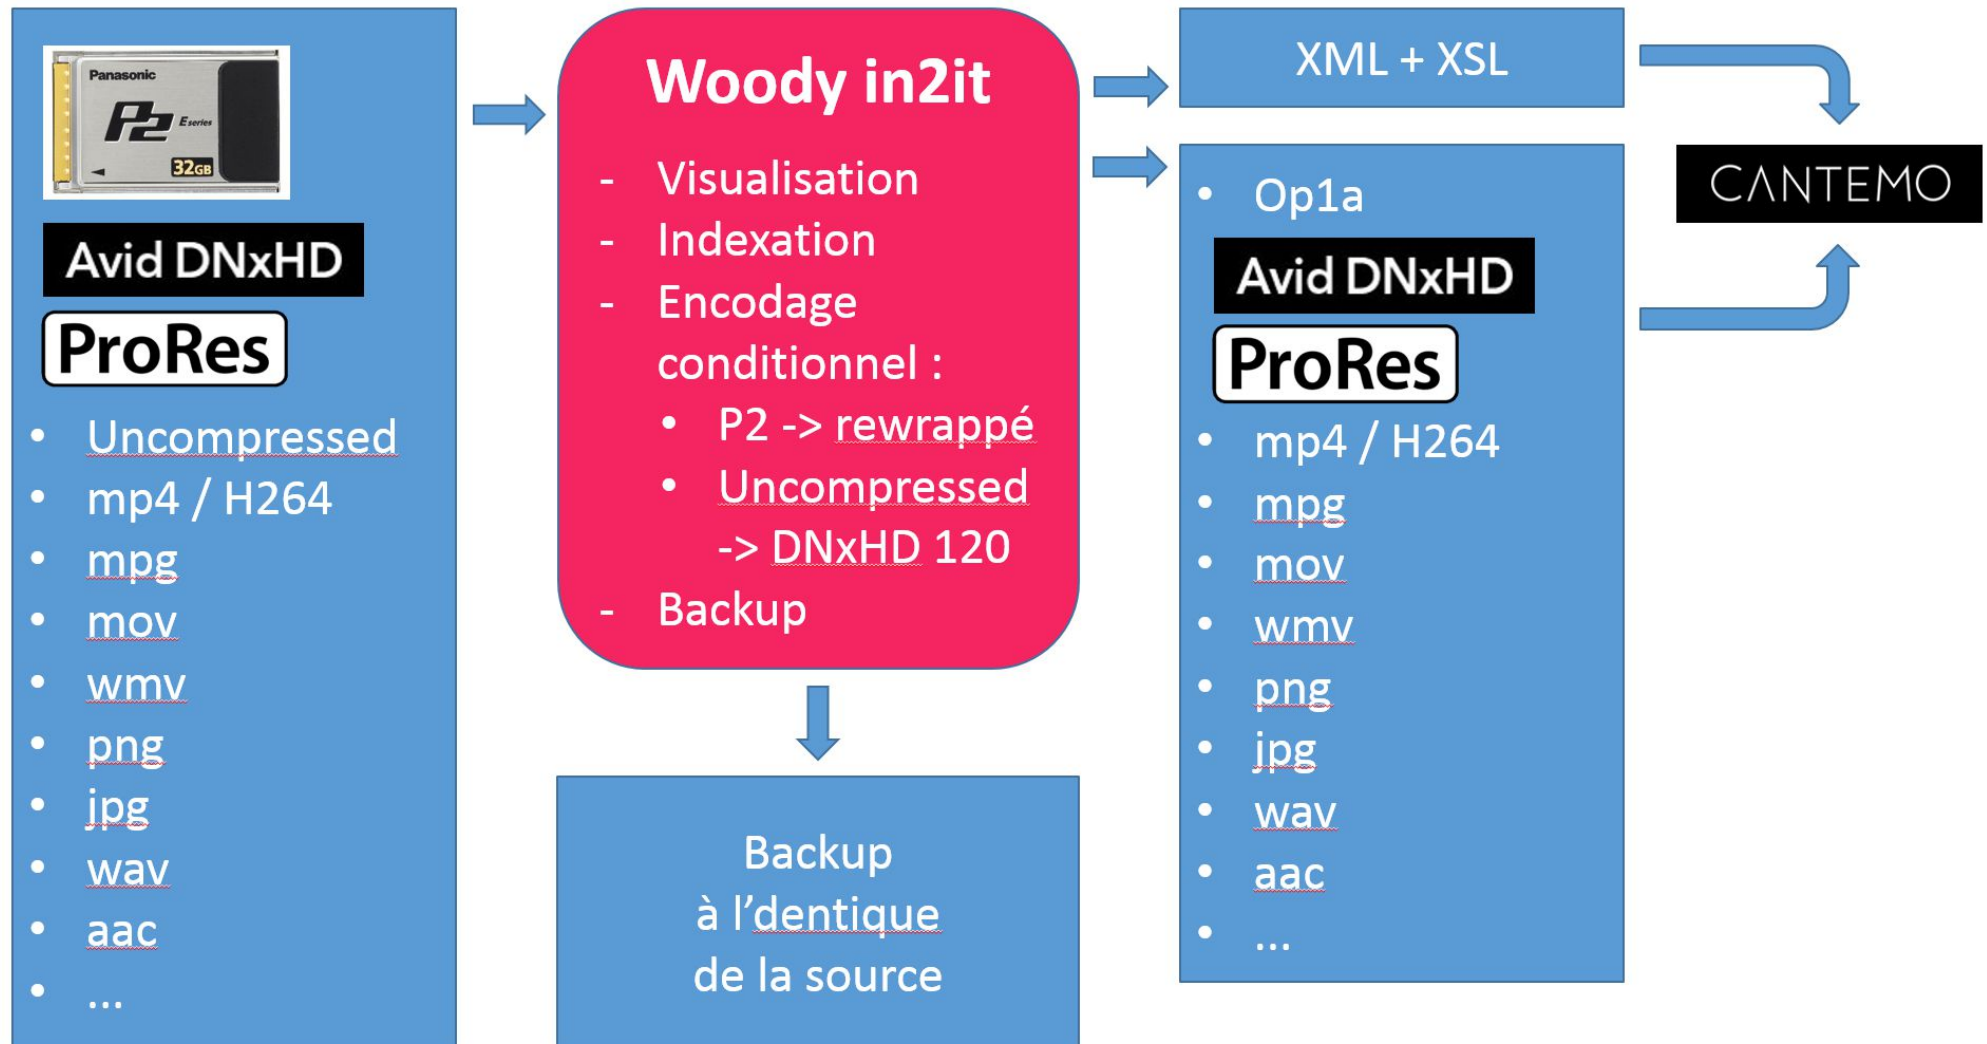 Panasonic
P2 E series
32GB
Avid DNxHD
ProRes
• Uncompressed
• mp4 / H264
• mpg
• mov
• wmv
• png
• jpg
• wav
• aac
• ...
Woody in2it
- Visualisation
- Indexation
- Encodage
conditionnel :
• P2 -> rewrappé
• Uncompressed
-> DNxHD 120
- Backup
Backup
à l’dentique
de la source
XML + XSL
• Op1a
Avid DNxHD
ProRes
• mp4 / H264
• mpg
• mov
• wmv
• png
• jpg
• wav
• aac
• ...
CANTEMO